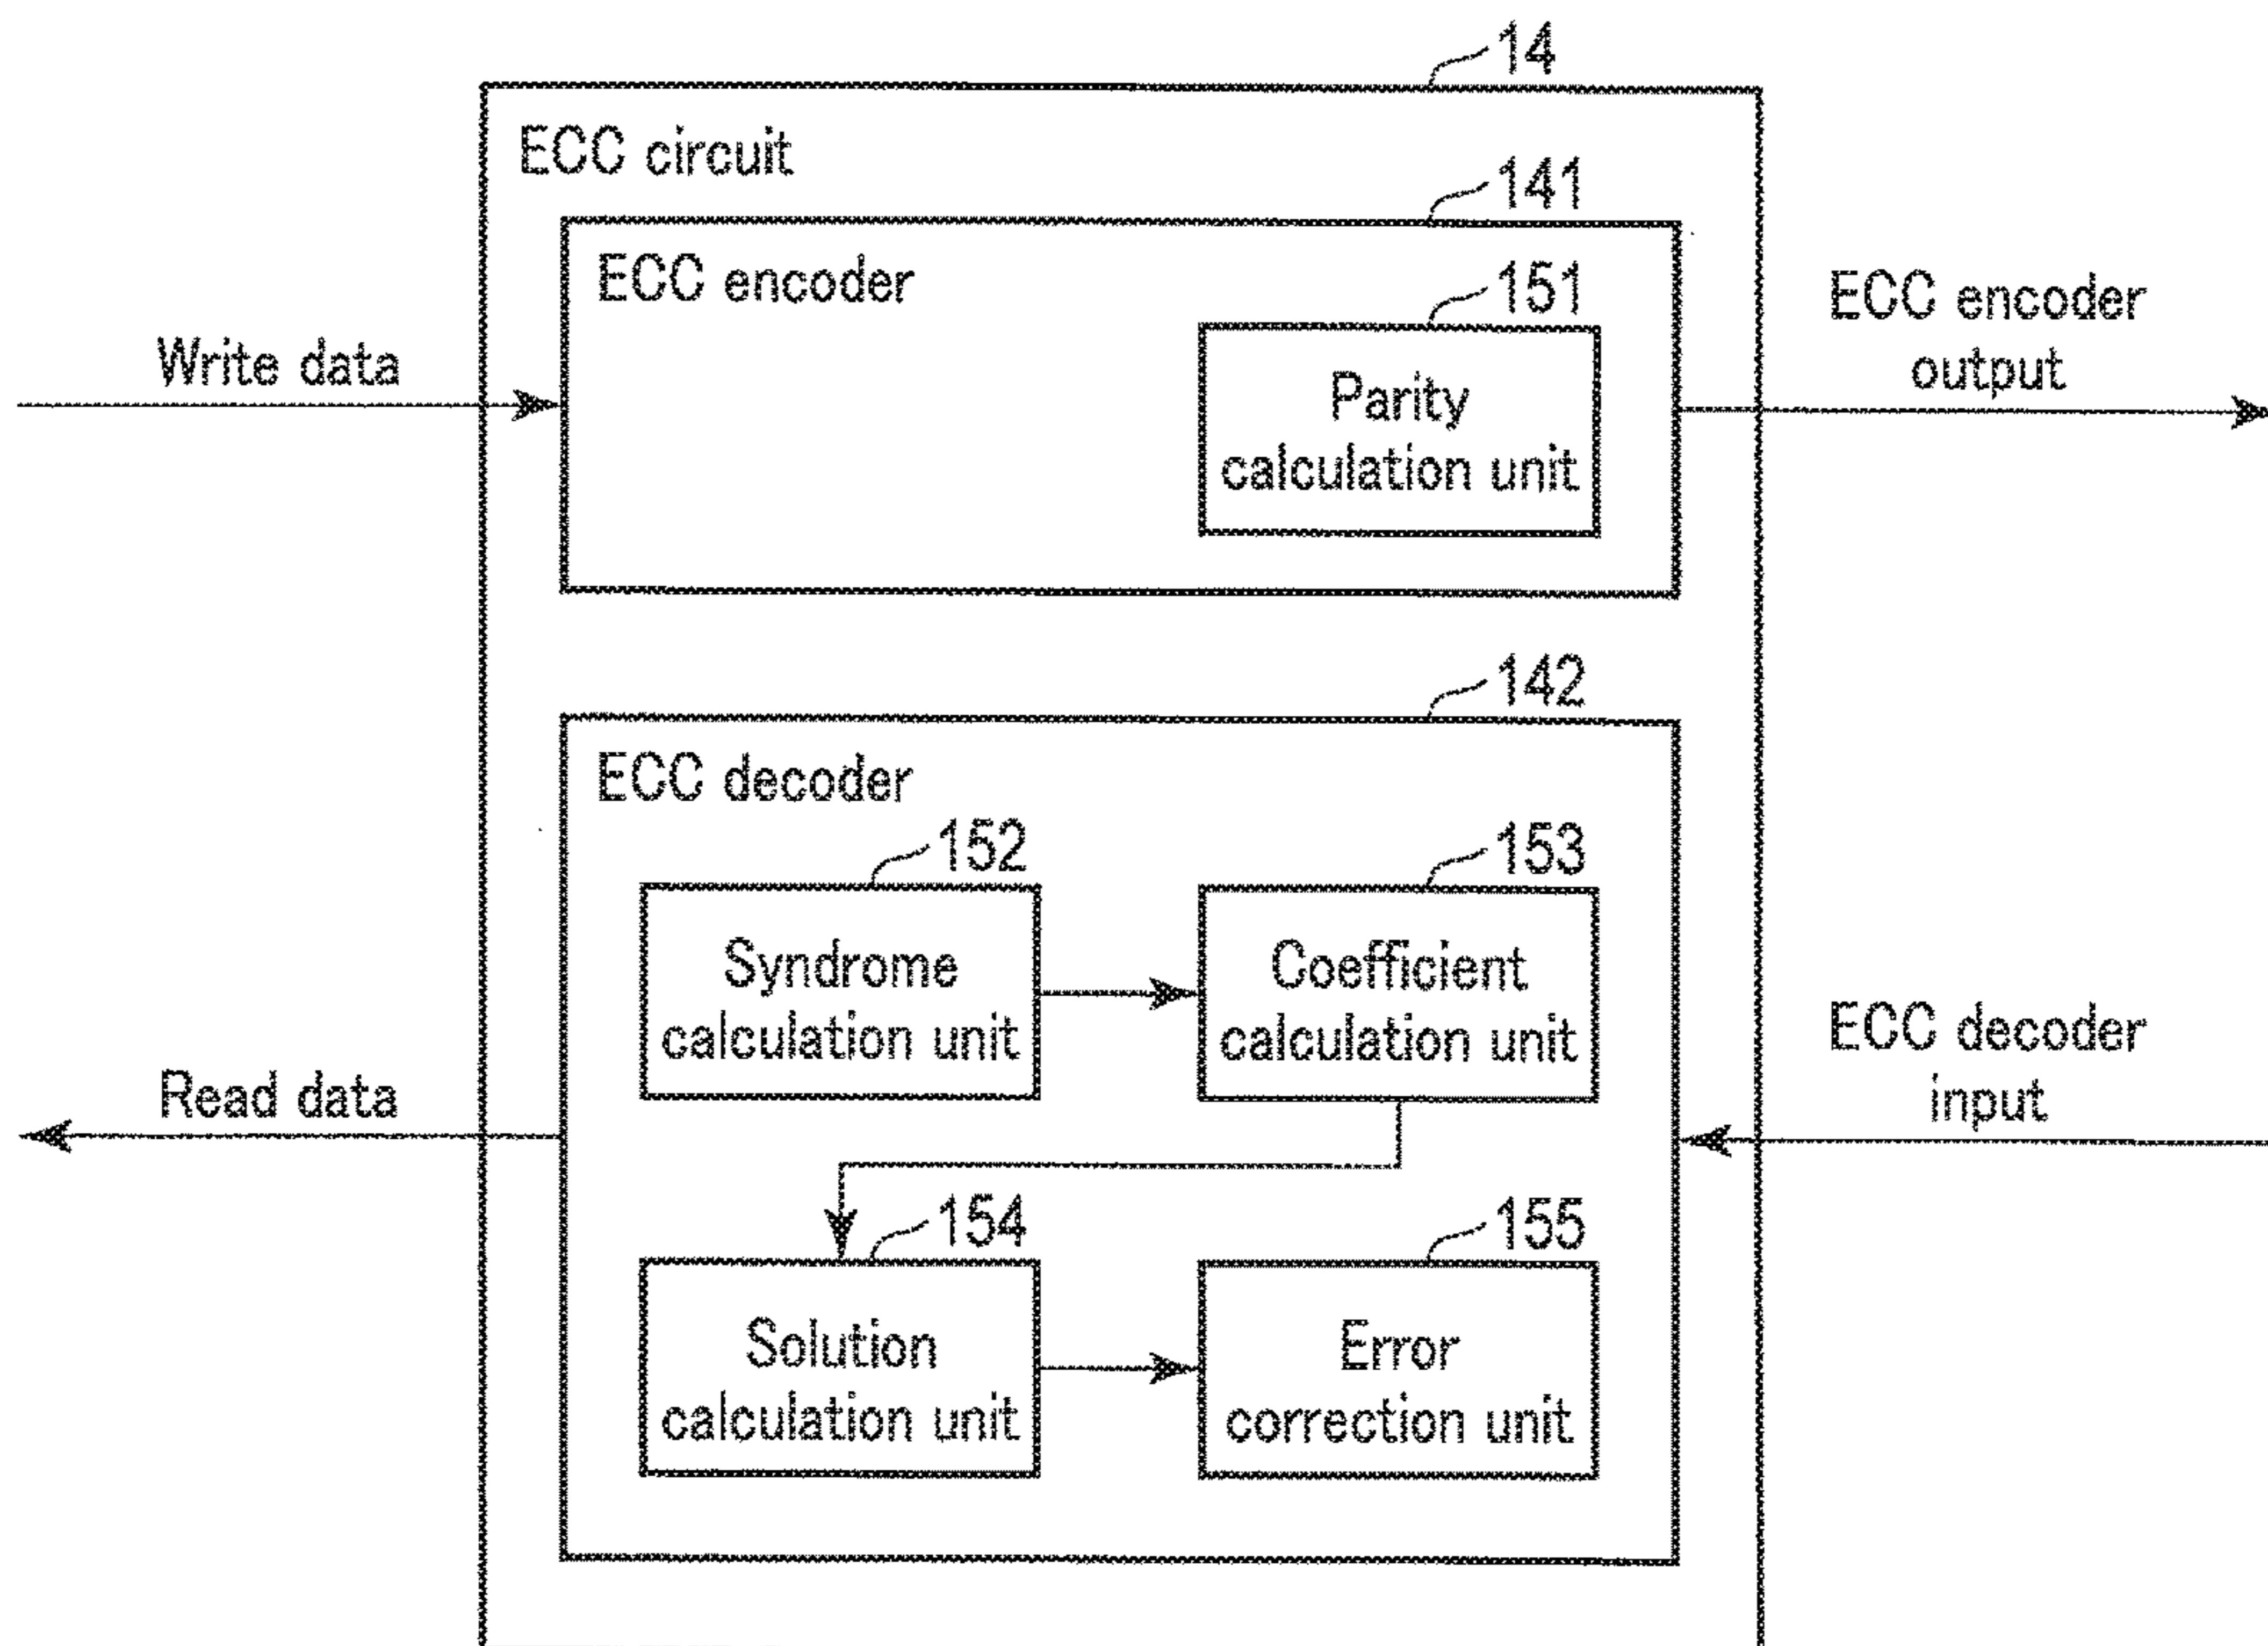 14
ECC circuit
141
ECC encoder
151
Parity
calculation unit
Write data
ECC encoder
output
142
ECC decoder
152
Syndrome
calculation unit
153
Coefficient
calculation unit
Read data
ECC decoder
input
154
Solution
calculation unit
155
Error
correction unit